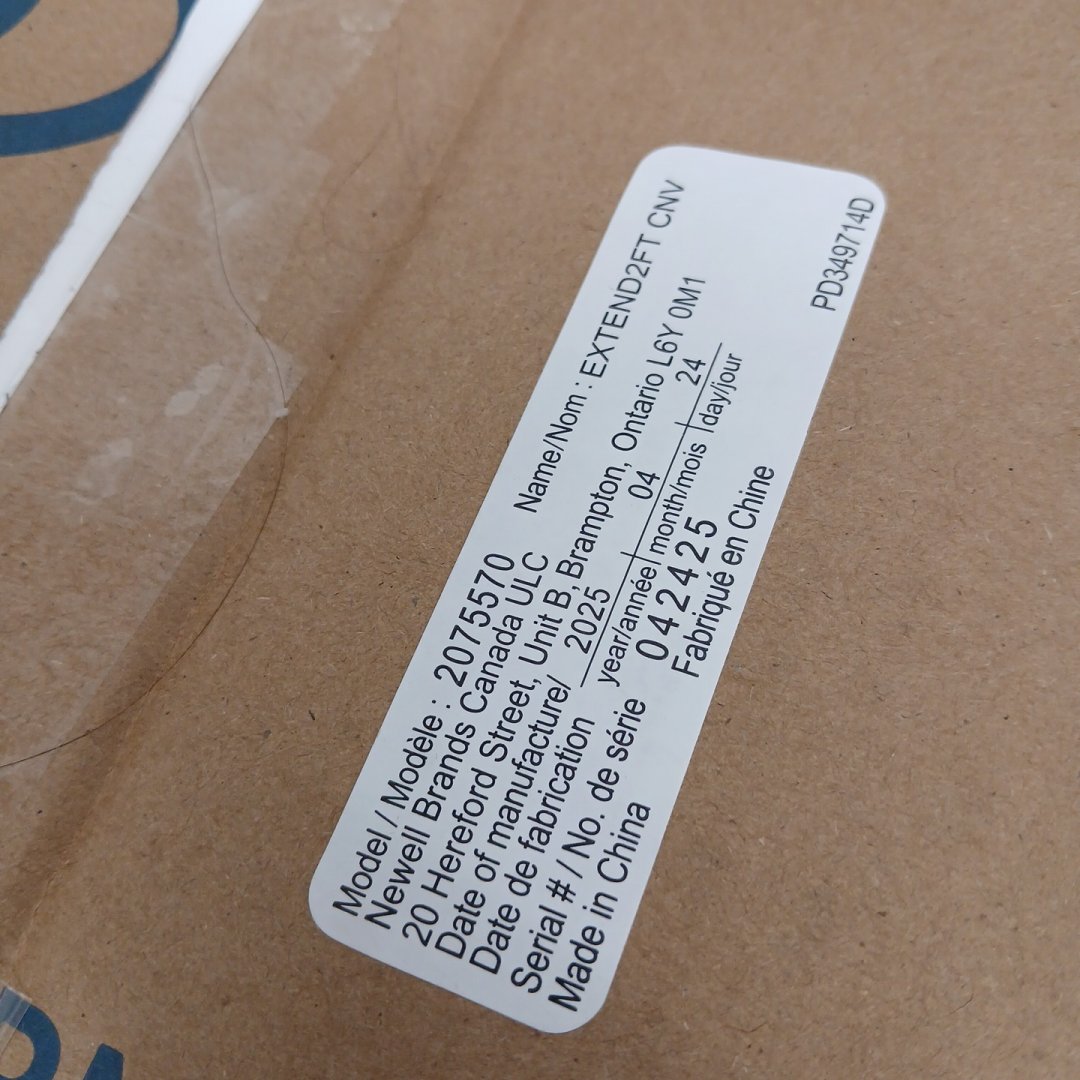 Model / Modèle : 2075570 Name/Nom : EXTEND2FT CNV
Newell Brands Canada ULC
20 Hereford Street, Unit B, Brampton, Ontario L6Y 0M1
Date of manufacture/ 2025 04 24
Date de fabrication year/année month/mois day/jour
Serial # / No. de série 042425
Made in China Fabriqué en Chine
PD349714D